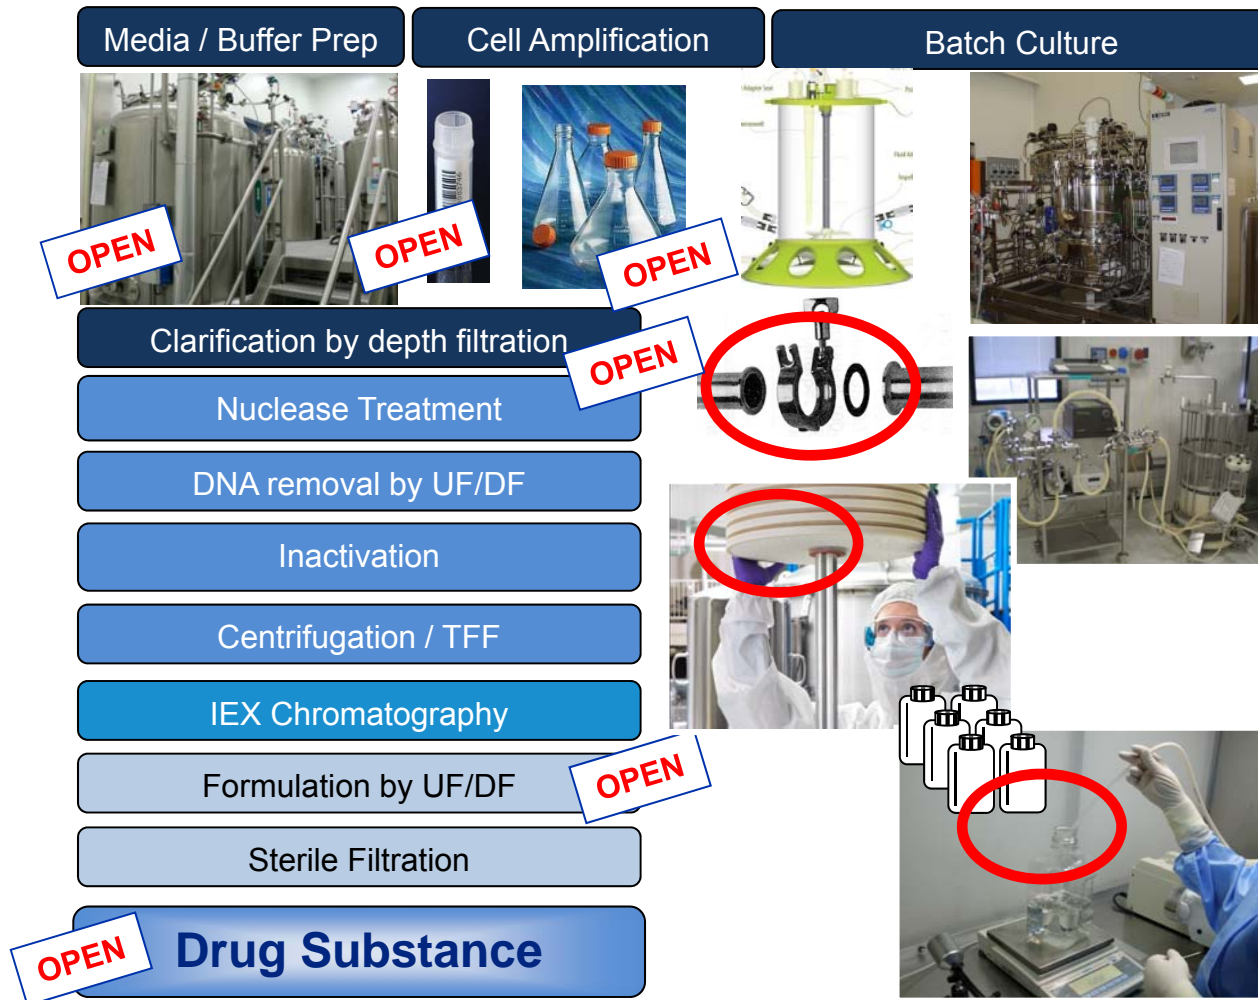 Media / Buffer Prep
Cell Amplification
Batch Culture
OPEN
OPEN
OPEN
Clarification by depth filtration
OPEN
Nuclease Treatment
DNA removal by UF/DF
Inactivation
Centrifugation / TFF
IEX Chromatography
Formulation by UF/DF
OPEN
Sterile Filtration
OPEN
Drug Substance